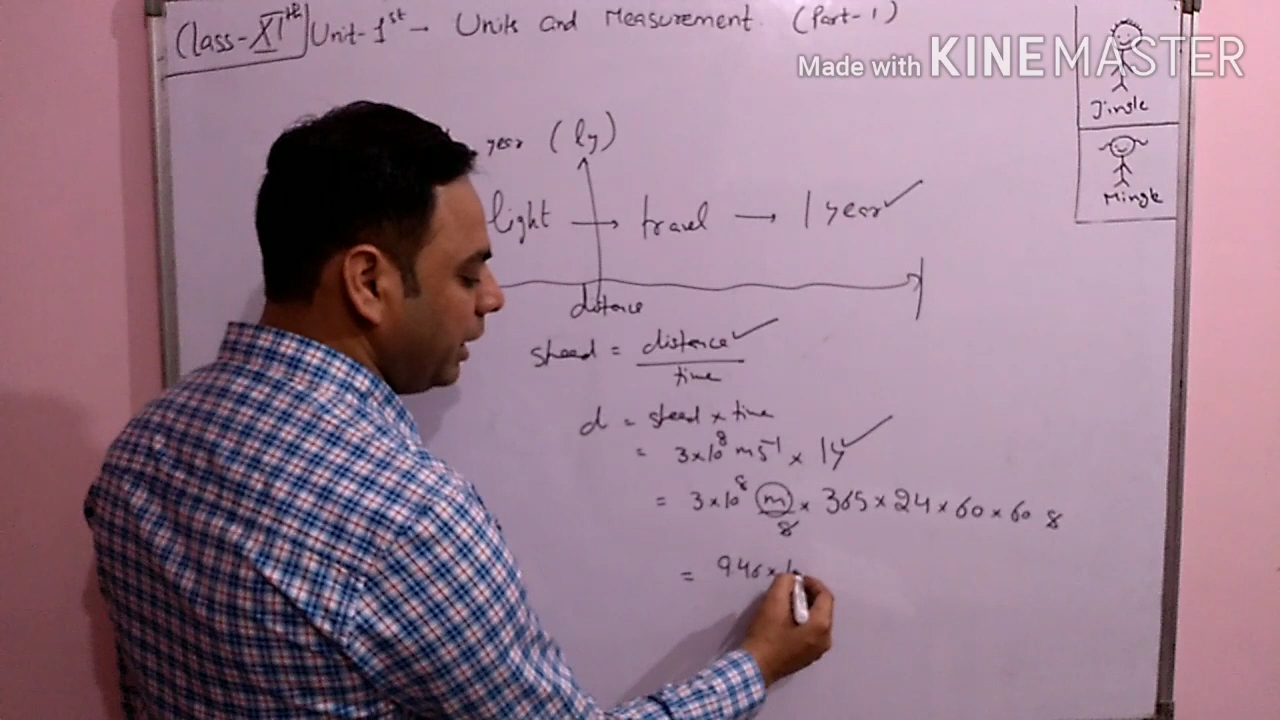 Class-XIth Unit-1st - Units and Measurement (Part-1)
Made with KINEMASTER
Jingle
Mingle
year (ly)
light → travel → 1 year ✓
distance
speed = distance ✓
time
d = speed × time
= 3×10⁸ ms⁻¹ × 1y ✓
= 3×10⁸ m × 365×24×60×60 s
s
= 946×1